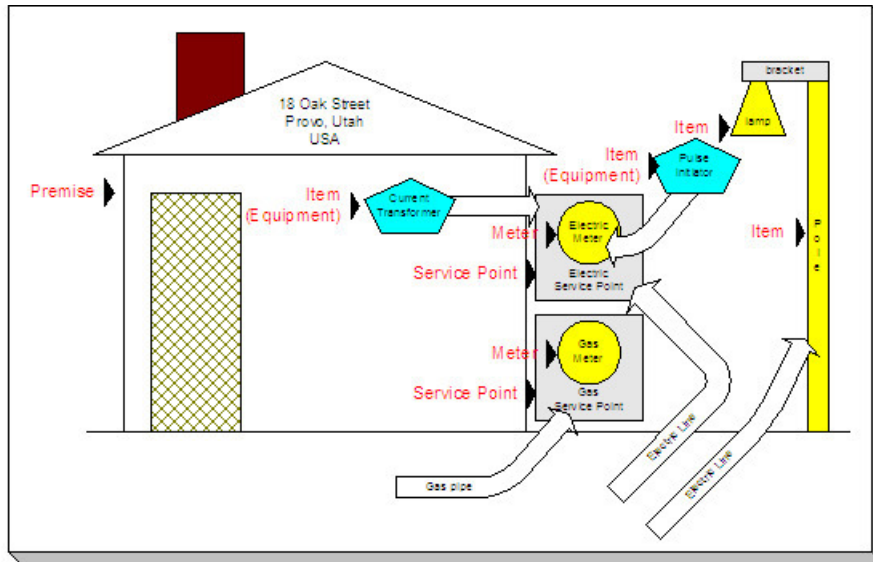 bracket
18 Oak Street
Provo, Utah
USA
Item
lamp
Item
(Equipment)
Pulse
Initiator
Premise
Item
(Equipment)
Current
Transformer
Meter
Electric
Meter
Item
Pole
Service Point
Electric
Service Point
Meter
Gas
Meter
Service Point
Gas
Service Point
Electric Line
Electric Line
Gas pipe